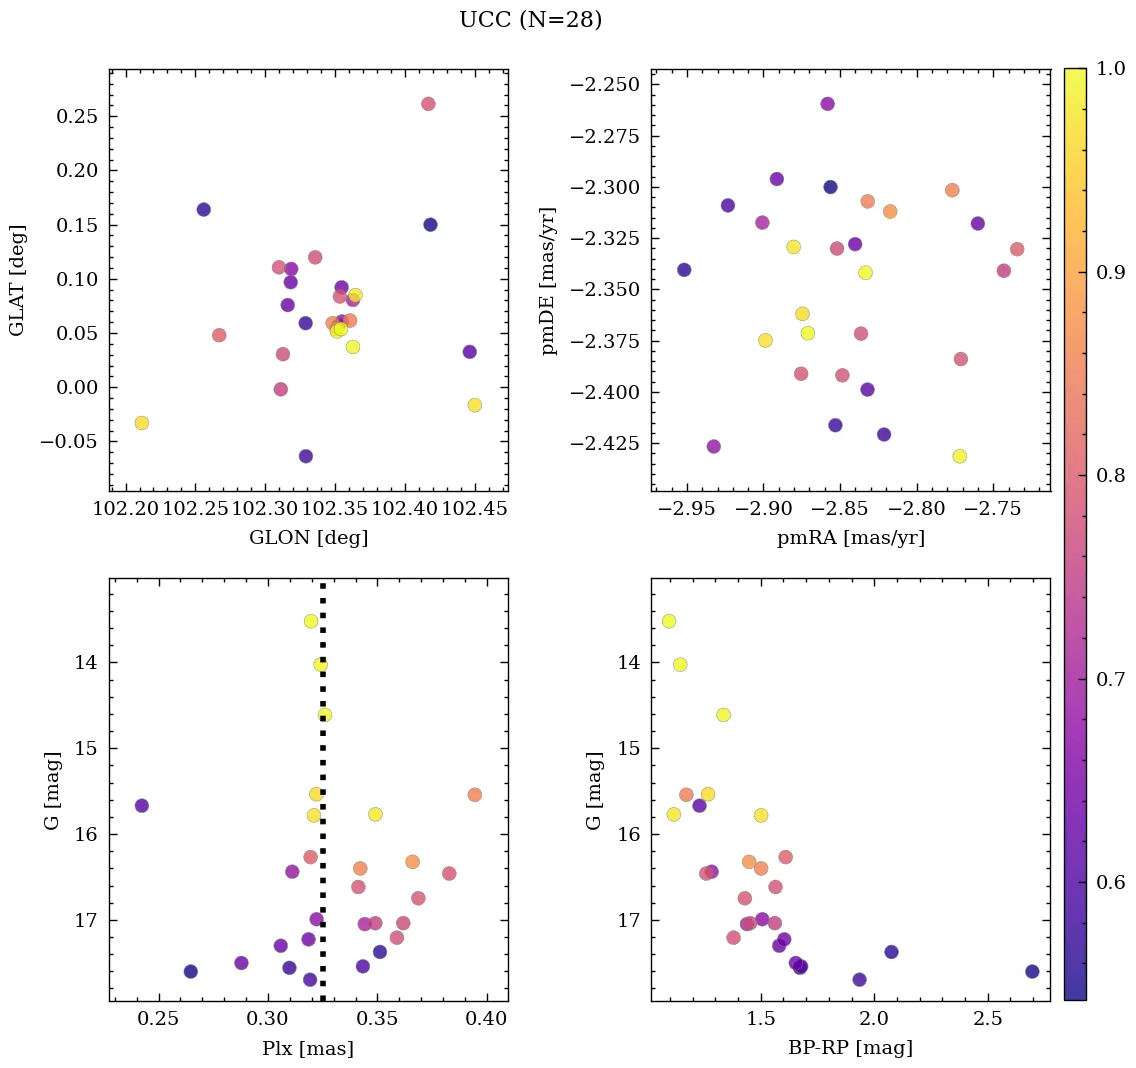 UCC (N=28)
0.25
0.20
0.15
0.10
0.05
0.00
−0.05
GLAT [deg]
102.20 102.25 102.30 102.35 102.40 102.45
GLON [deg]
−2.250
−2.275
−2.300
−2.325
−2.350
−2.375
−2.400
−2.425
pmDE [mas/yr]
−2.95 −2.90 −2.85 −2.80 −2.75
pmRA [mas/yr]
14
15
16
17
G [mag]
0.25 0.30 0.35 0.40
Plx [mas]
14
15
16
17
G [mag]
1.5 2.0 2.5
BP-RP [mag]
1.0
0.9
0.8
0.7
0.6